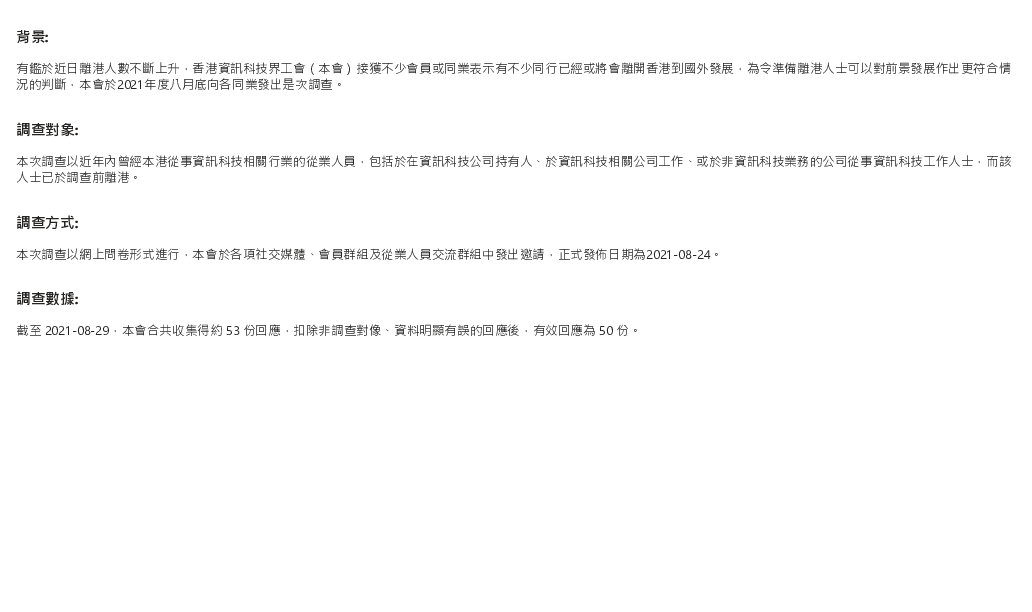 背景:
有鑑於近日離港人數不斷上升，香港資訊科技界工會（本會）接獲不少會員或同業表示有不少同行已經或將會離開香港到國外發展，為令準備離港人士可以對前景發展作出更符合情
況的判斷，本會於2021年度八月底向各同業發出是次調查。
調查對象:
本次調查以近年內曾經本港從事資訊科技相關行業的從業人員，包括於在資訊科技公司持有人、於資訊科技相關公司工作、或於非資訊科技業務的公司從事資訊科技工作人士，而該
人士已於調查前離港。
調查方式:
本次調查以網上問卷形式進行，本會於各項社交媒體、會員群組及從業人員交流群組中發出邀請，正式發佈日期為2021-08-24。
調查數據:
截至 2021-08-29，本會合共收集得約 53 份回應，扣除非調查對像、資料明顯有誤的回應後，有效回應為 50 份。